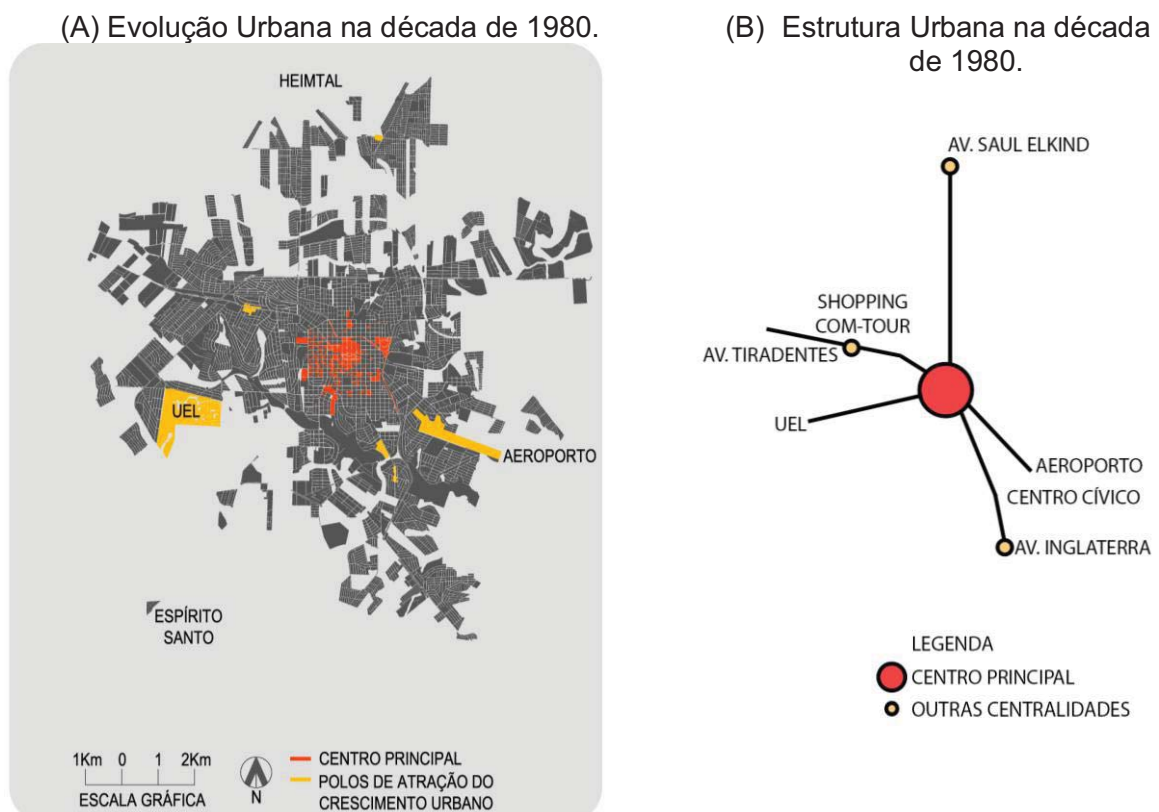 (A) Evolução Urbana na década de 1980.
HEIMTAL
UEL
AEROPORTO
ESPÍRITO
SANTO
1Km 0 1 2Km
ESCALA GRÁFICA
N
CENTRO PRINCIPAL
POLOS DE ATRAÇÃO DO
CRESCIMENTO URBANO
(B) Estrutura Urbana na década
de 1980.
AV. SAUL ELKIND
SHOPPING
COM-TOUR
AV. TIRADENTES
UEL
AEROPORTO
CENTRO CÍVICO
AV. INGLATERRA
LEGENDA
CENTRO PRINCIPAL
OUTRAS CENTRALIDADES